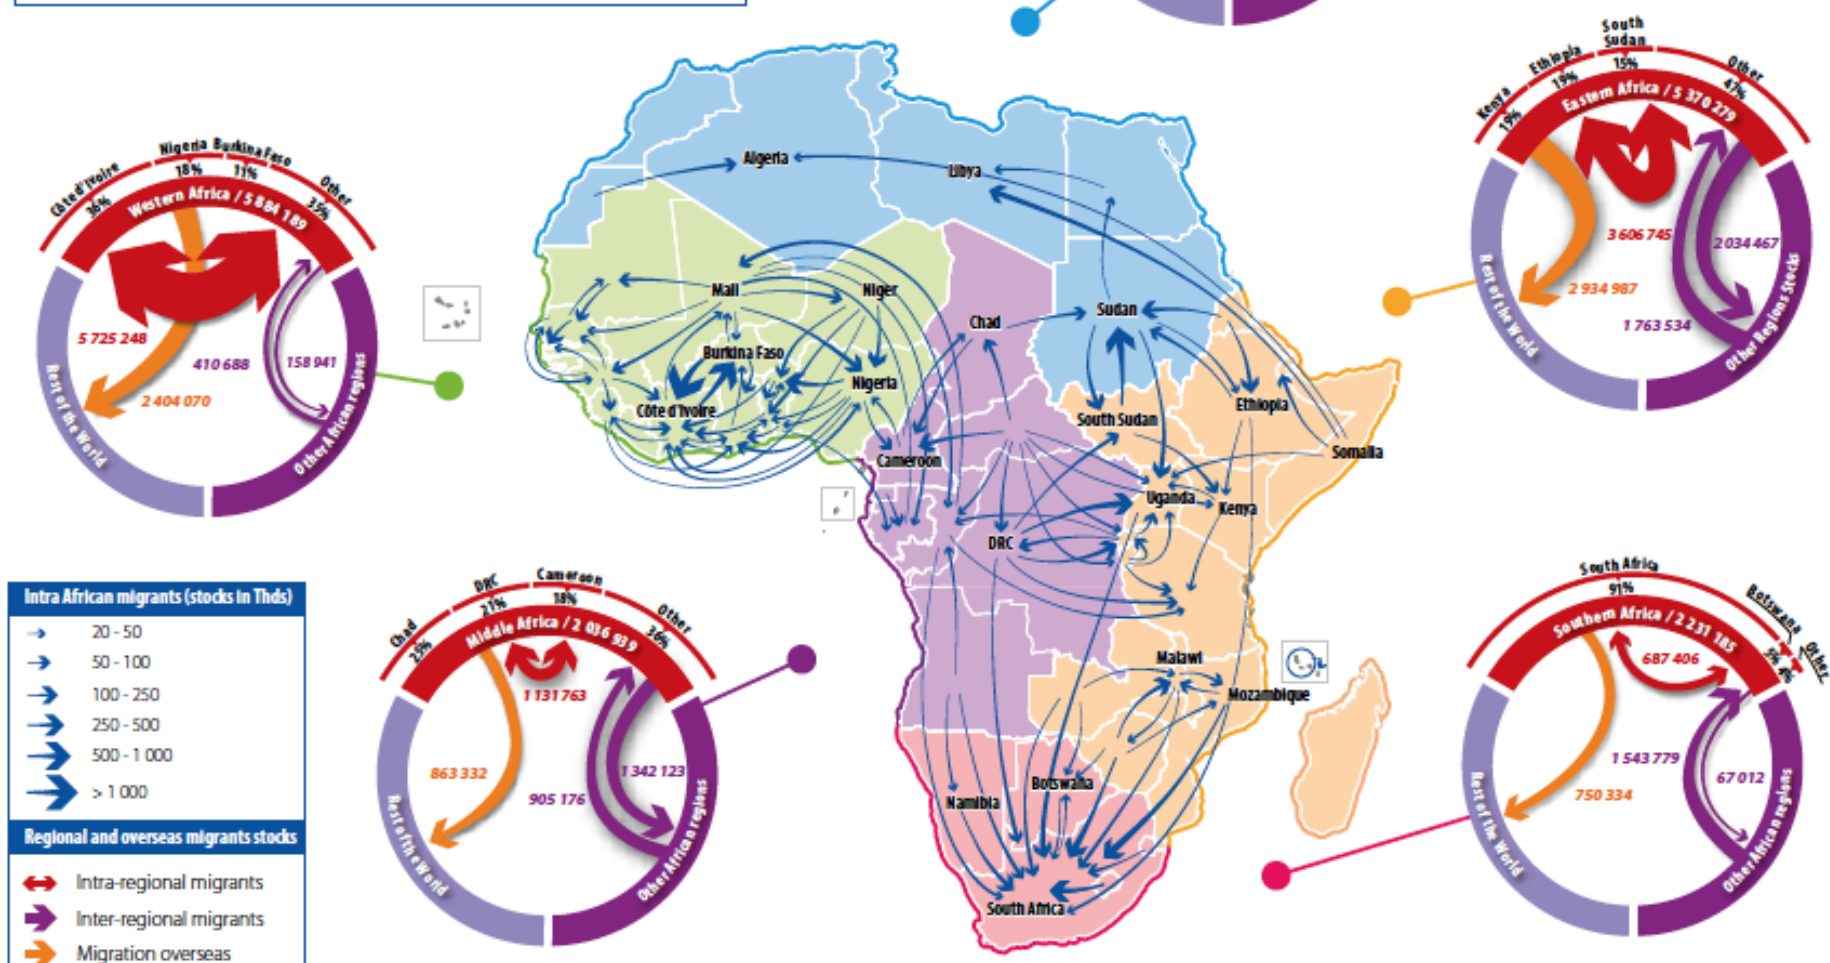 Côte d'Ivoire
36%
Nigeria
18%
Burkina Faso
11%
Other
35%
Western Africa / 5 884 189
5 725 248
410 688
158 941
2 404 070
Rest of the World
Other African regions
Kenya
19%
Ethiopia
19%
South
Sudan
15%
Other
47%
Eastern Africa / 5 370 279
3 606 745
2 034 467
2 934 987
1 763 534
Rest of the World
Other Regions Stocks
Algeria
Libya
Mali
Niger
Chad
Sudan
Burkina Faso
Nigeria
Côte d'Ivoire
Ethiopia
South Sudan
Cameroon
Somalia
Uganda
Kenya
DRC
Malawi
Mozambique
Botswana
Namibia
South Africa
Intra African migrants (stocks in Thds)
20 - 50
50 - 100
100 - 250
250 - 500
500 - 1 000
> 1 000
Regional and overseas migrants stocks
Intra-regional migrants
Inter-regional migrants
Migration overseas
Chad
25%
DRC
21%
Cameroon
18%
Other
36%
Middle Africa / 2 036 939
1 131 763
863 332
905 176
1 342 123
Rest of the World
Other African regions
South Africa
91%
Botswana
5%
Other
4%
Southern Africa / 2 231 185
687 406
1 543 779
67 012
750 334
Rest of the World
Other African regions